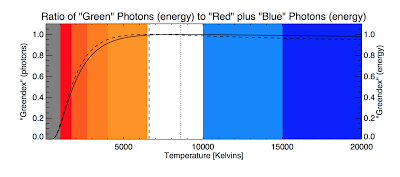 Ratio of "Green" Photons (energy) to "Red" plus "Blue" Photons (energy)
"Greendex" (photons)
1.0
0.8
0.6
0.4
0.2
0.0
1.0
0.8
0.6
0.4
0.2
0.0
"Greendex" (energy)
5000 10000 15000 20000
Temperature [Kelvins]